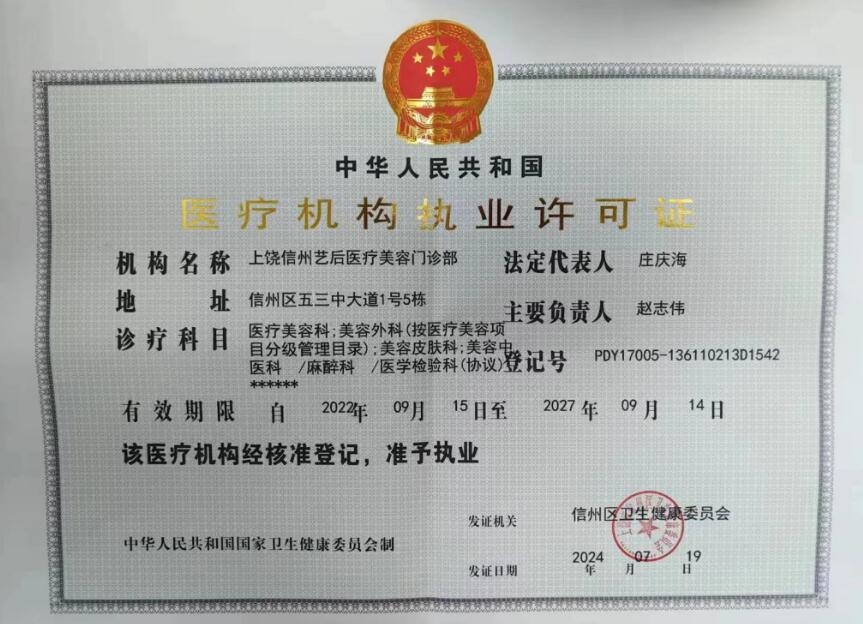 中华人民共和国
医疗机构执业许可证
机构名称 上饶信州艺后医疗美容门诊部
法定代表人 庄庆海
地 址 信州区五三中大道1号5栋
主要负责人 赵志伟
诊疗科目 医疗美容科;美容外科(按医疗美容项
目分级管理目录);美容皮肤科;美容中
医科 /麻醉科 /医学检验科(协议)
******
登记号 PDY17005-136110213D1542
有效期限 自 2022年 09月 15日至 2027年 09月 14日
该医疗机构经核准登记，准予执业
发证机关 信州区卫生健康委员会
中华人民共和国国家卫生健康委员会制
发证日期 2024年 07月 19日